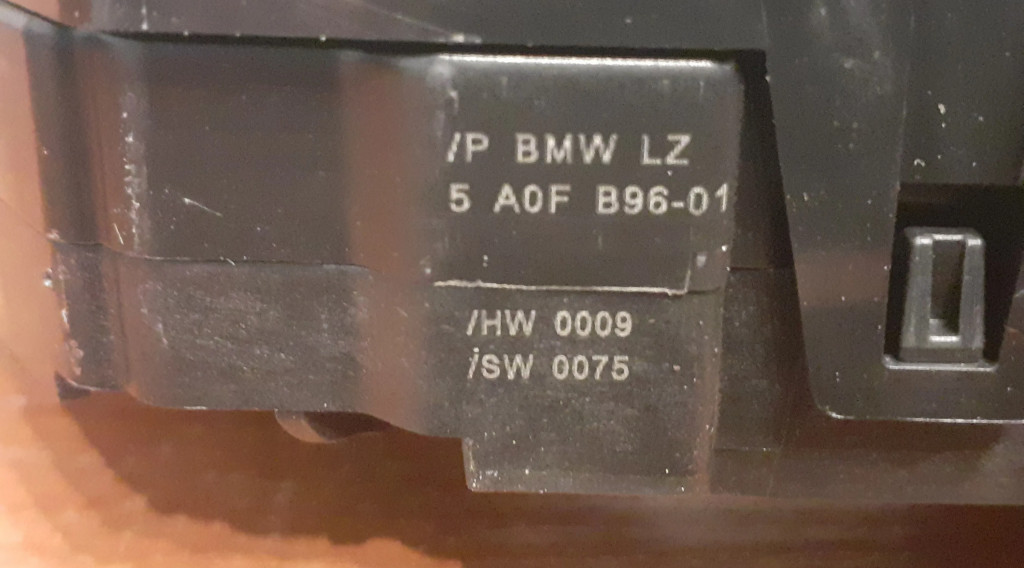 /P BMW LZ
5 A0F B96-01
/HW 0009
/SW 0075